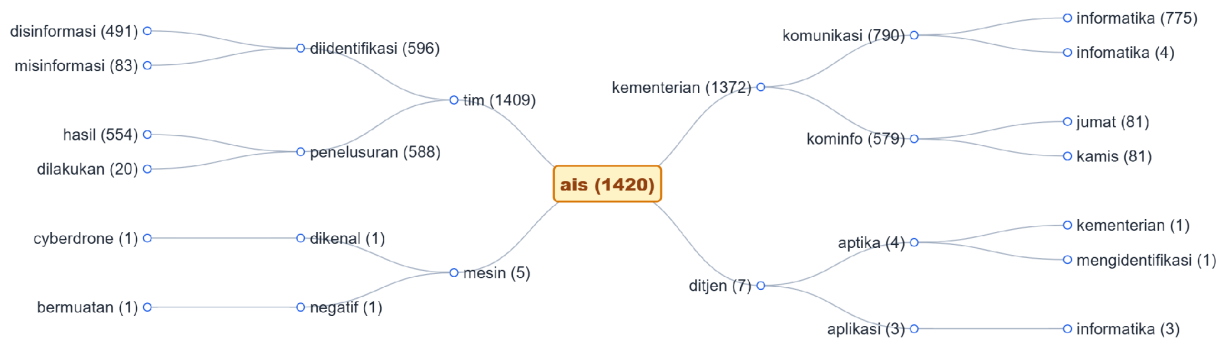 disinformasi (491)
misinformasi (83)
diidentifikasi (596)
hasil (554)
dilakukan (20)
penelusuran (588)
tim (1409)
cyberdrone (1)
dikenal (1)
bermuatan (1)
negatif (1)
mesin (5)
ais (1420)
kementerian (1372)
komunikasi (790)
informatika (775)
infomatika (4)
kominfo (579)
jumat (81)
kamis (81)
ditjen (7)
aptika (4)
kementerian (1)
mengidentifikasi (1)
aplikasi (3)
informatika (3)